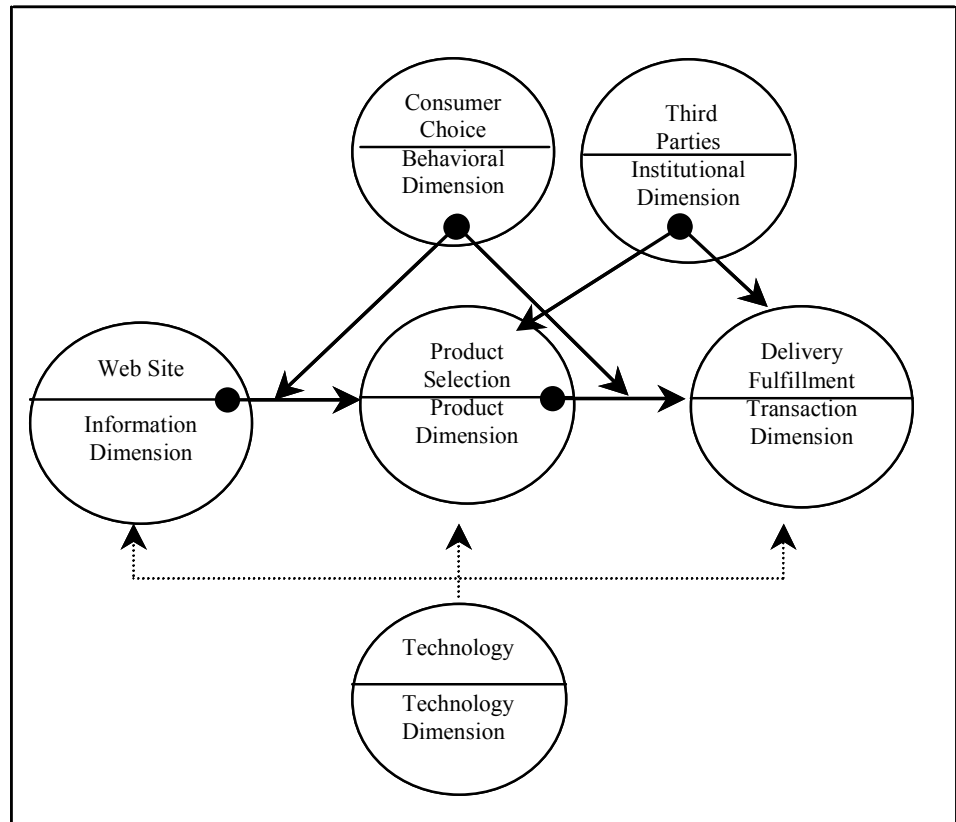 Consumer
Choice
Behavioral
Dimension
Third
Parties
Institutional
Dimension
Web Site
Information
Dimension
Product
Selection
Product
Dimension
Delivery
Fulfillment
Transaction
Dimension
Technology
Technology
Dimension